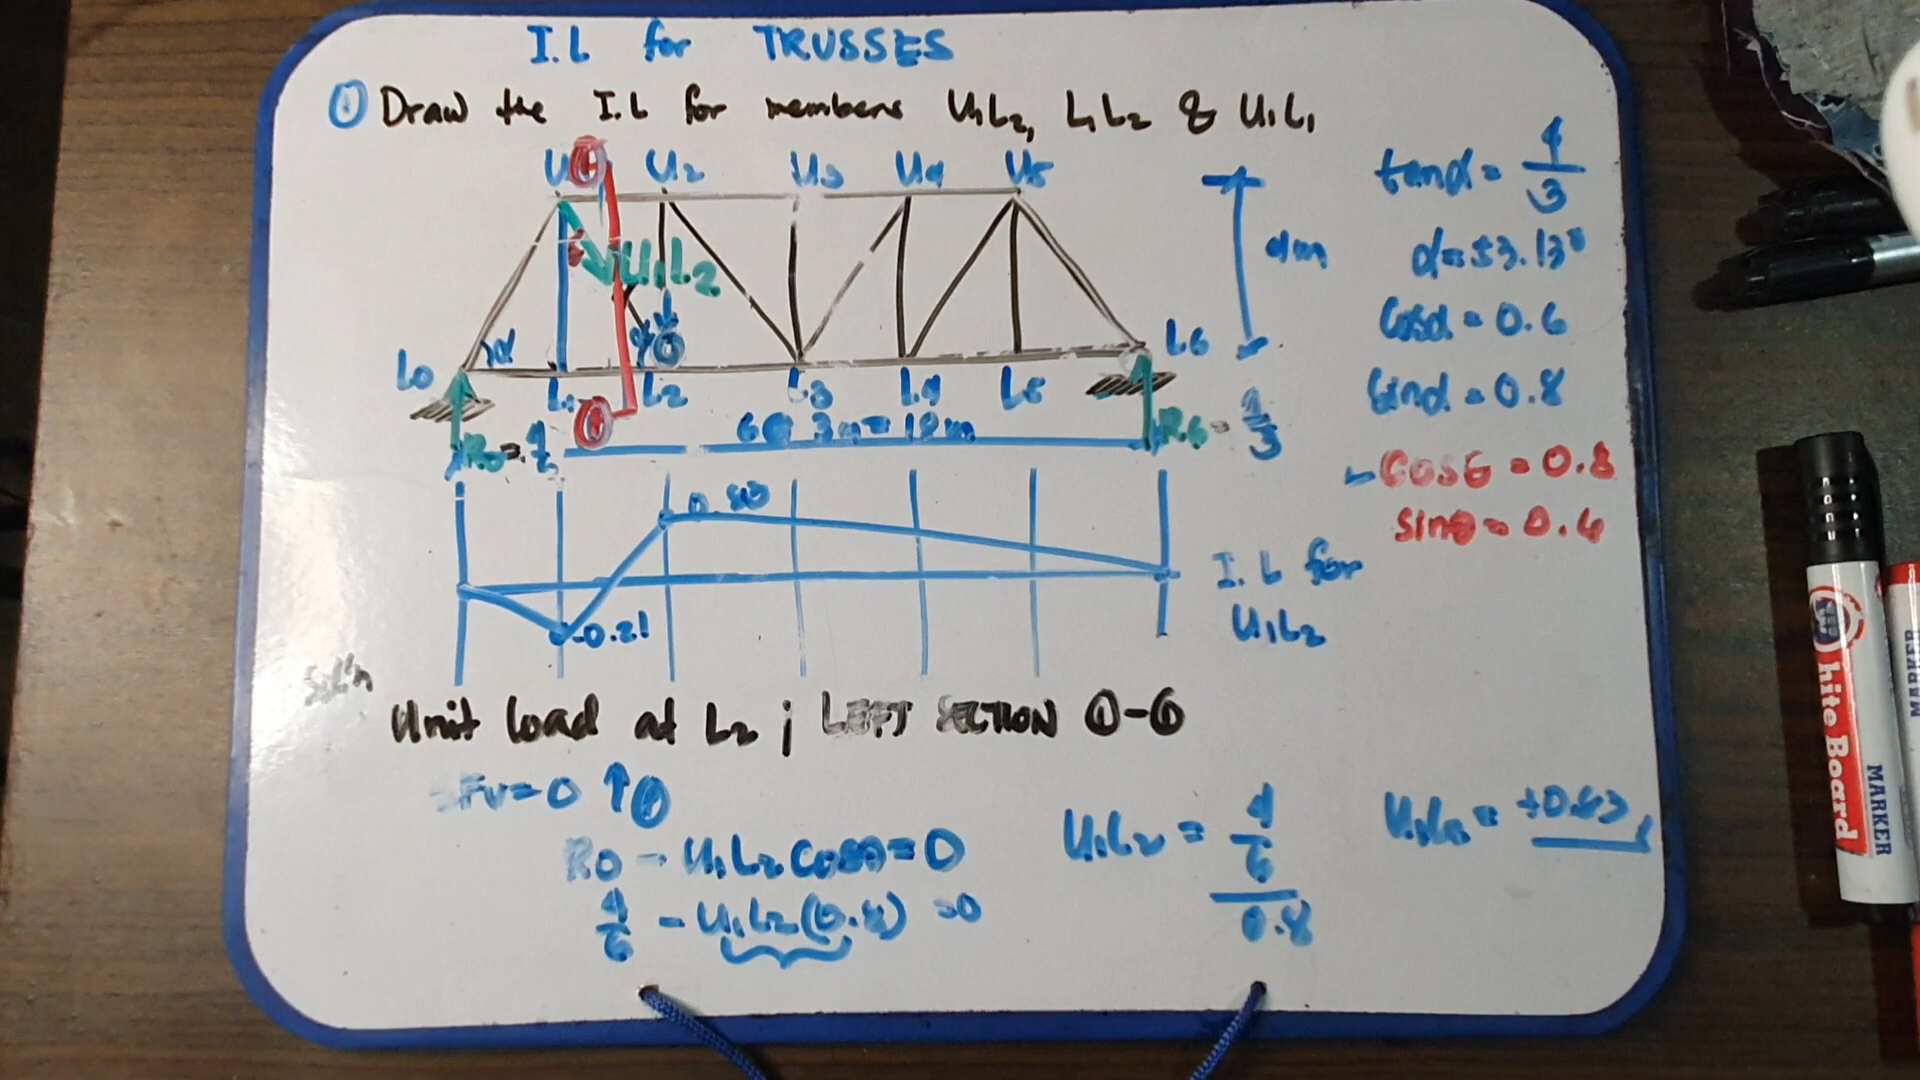 I.L for TRUSSES
① Draw the I.L for members U1L2, L1L2 & U1L1
U1 ① U2 U3 U4 U5
tanα = 4/3
U1L2
4m
α = 53.13°
Cosα = 0.6
Sinα = 0.8
L0 α L6
L1 L2 L3 L4 L5
① 6@ 3m = 18m
R0 = 4/6
R6 = 1/3
COSθ = 0.8
Sinθ = 0.6
0.83
-0.21
I.L for
U1L2
Sol'n
Unit load at L2 ; LEFT SECTION ①-①
ΣFv = 0 ↑⊕
R0 - U1L2 Cosθ = 0
4/6 - U1L2(0.8) = 0
U1L2 = 4/6 / 0.8